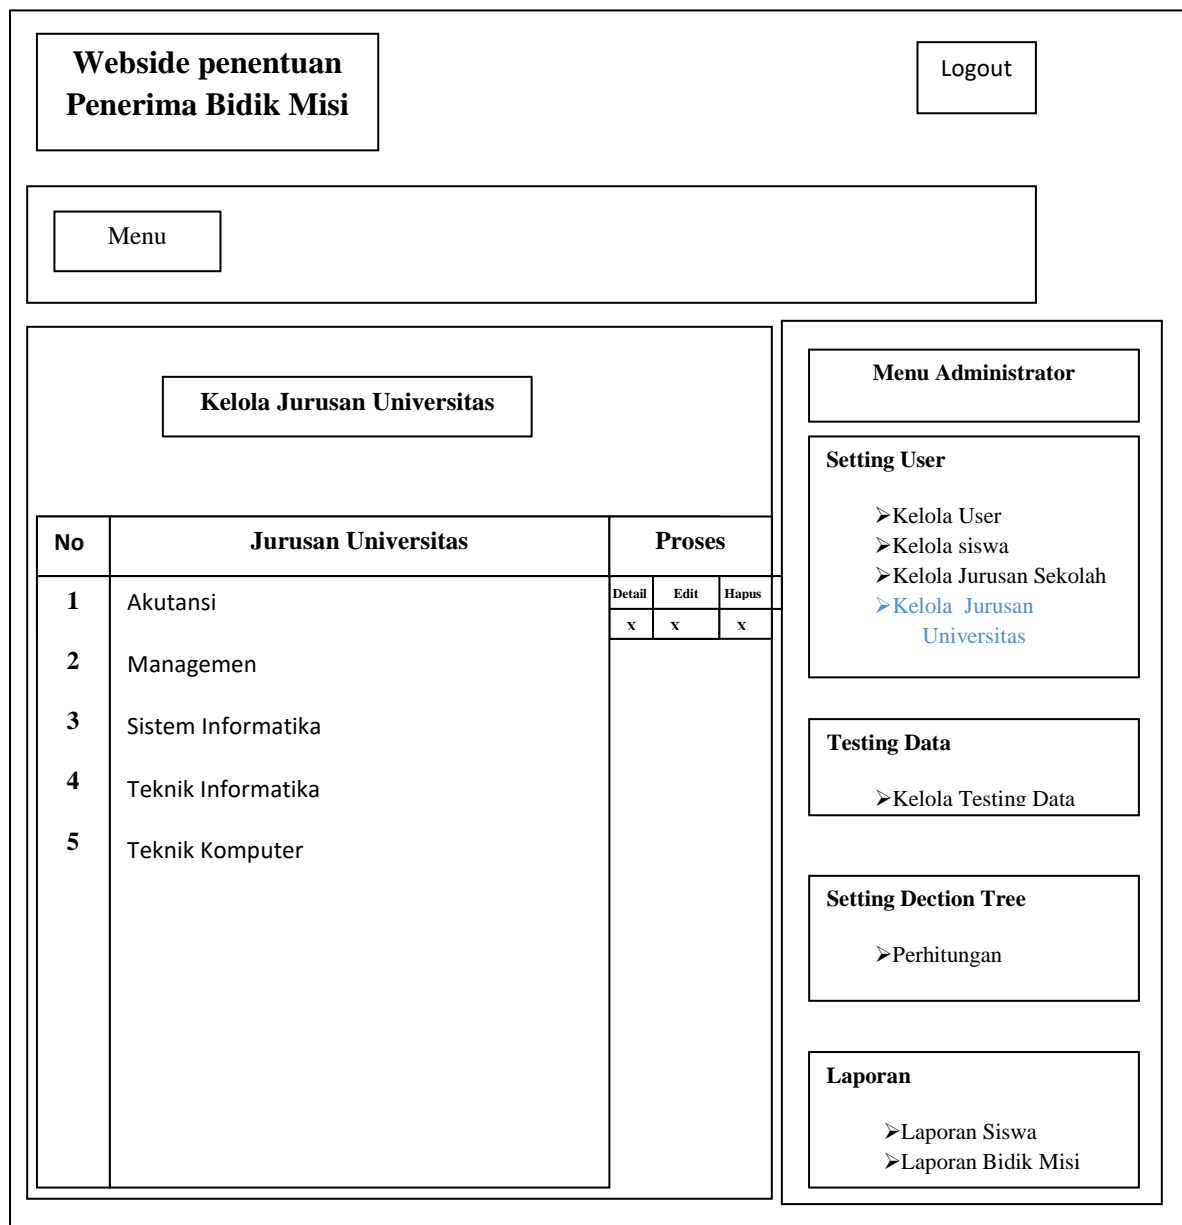 Webside penentuan
Penerima Bidik Misi
Logout
Menu
Kelola Jurusan Universitas
No Jurusan Universitas Proses
Detail Edit Hapus
1 Akutansi
x x x
2 Managemen
3 Sistem Informatika
4 Teknik Informatika
5 Teknik Komputer
Menu Administrator
Setting User
➢Kelola User
➢Kelola siswa
➢Kelola Jurusan Sekolah
➢Kelola Jurusan
Universitas
Testing Data
➢Kelola Testing Data
Setting Dection Tree
➢Perhitungan
Laporan
➢Laporan Siswa
➢Laporan Bidik Misi